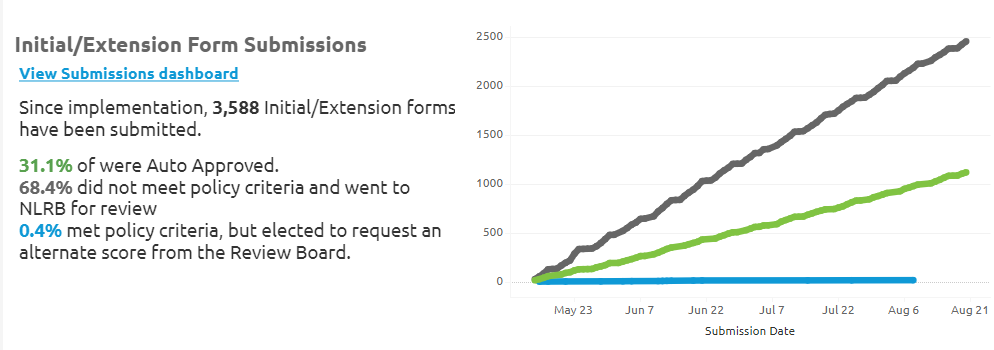 Initial/Extension Form Submissions
View Submissions dashboard
Since implementation, 3,588 Initial/Extension forms
have been submitted.
31.1% of were Auto Approved.
68.4% did not meet policy criteria and went to
NLRB for review
0.4% met policy criteria, but elected to request an
alternate score from the Review Board.
2500
2000
1500
1000
500
0
May 23 Jun 7 Jun 22 Jul 7 Jul 22 Aug 6 Aug 21
Submission Date